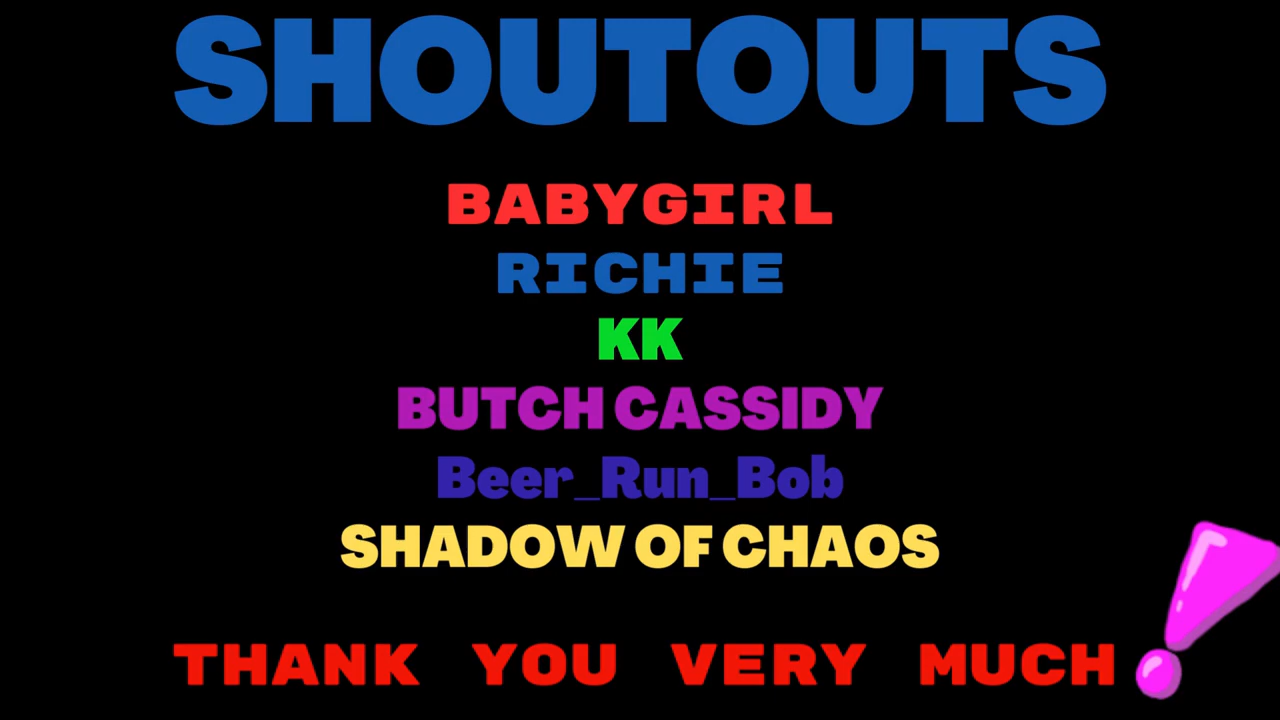 SHOUTOUTS
BABYGIRL
RICHIE
KK
BUTCH CASSIDY
Beer_Run_Bob
SHADOW OF CHAOS
THANK YOU VERY MUCH!